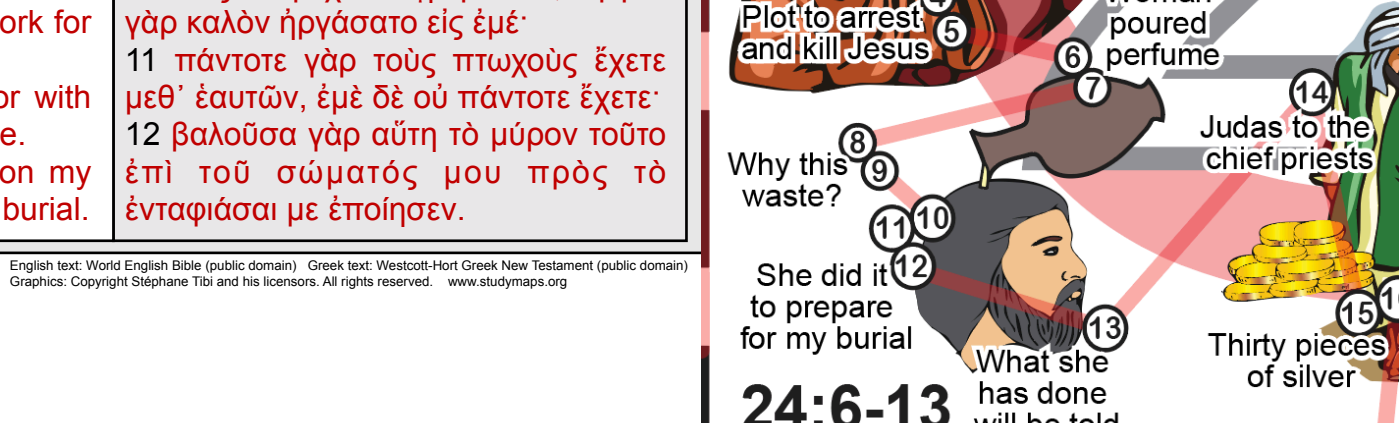 ork for
or with
e.
on my
burial.
γὰρ καλὸν ἠργάσατο εἰς ἐμέ·
11 πάντοτε γὰρ τοὺς πτωχοὺς ἔχετε
μεθ’ ἑαυτῶν, ἐμὲ δὲ οὐ πάντοτε ἔχετε·
12 βαλοῦσα γὰρ αὕτη τὸ μύρον τοῦτο
ἐπὶ τοῦ σώματός μου πρὸς τὸ
ἐνταφιάσαι με ἐποίησεν.
English text: World English Bible (public domain) Greek text: Westcott-Hort Greek New Testament (public domain)
Graphics: Copyright Stéphane Tibi and his licensors. All rights reserved. www.studymaps.org
Plot to arrest
and kill Jesus
5
6
poured
perfume
7
8
Why this
waste?
9
10
11
12
She did it
to prepare
for my burial
13
What she
has done
will be told
24:6-13
14
Judas to the
chief priests
15
Thirty pieces
of silver